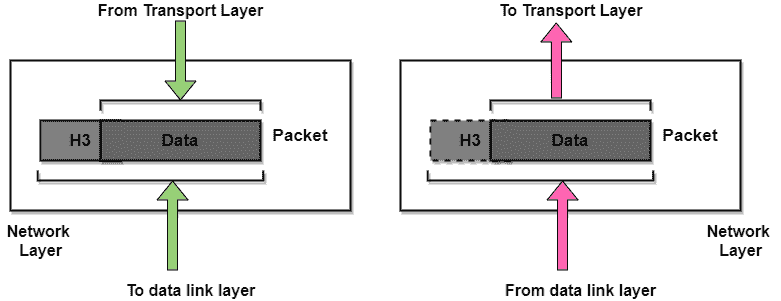 From Transport Layer
To Transport Layer
H3 Data Packet
H3 Data Packet
Network
Layer
Network
Layer
To data link layer
From data link layer